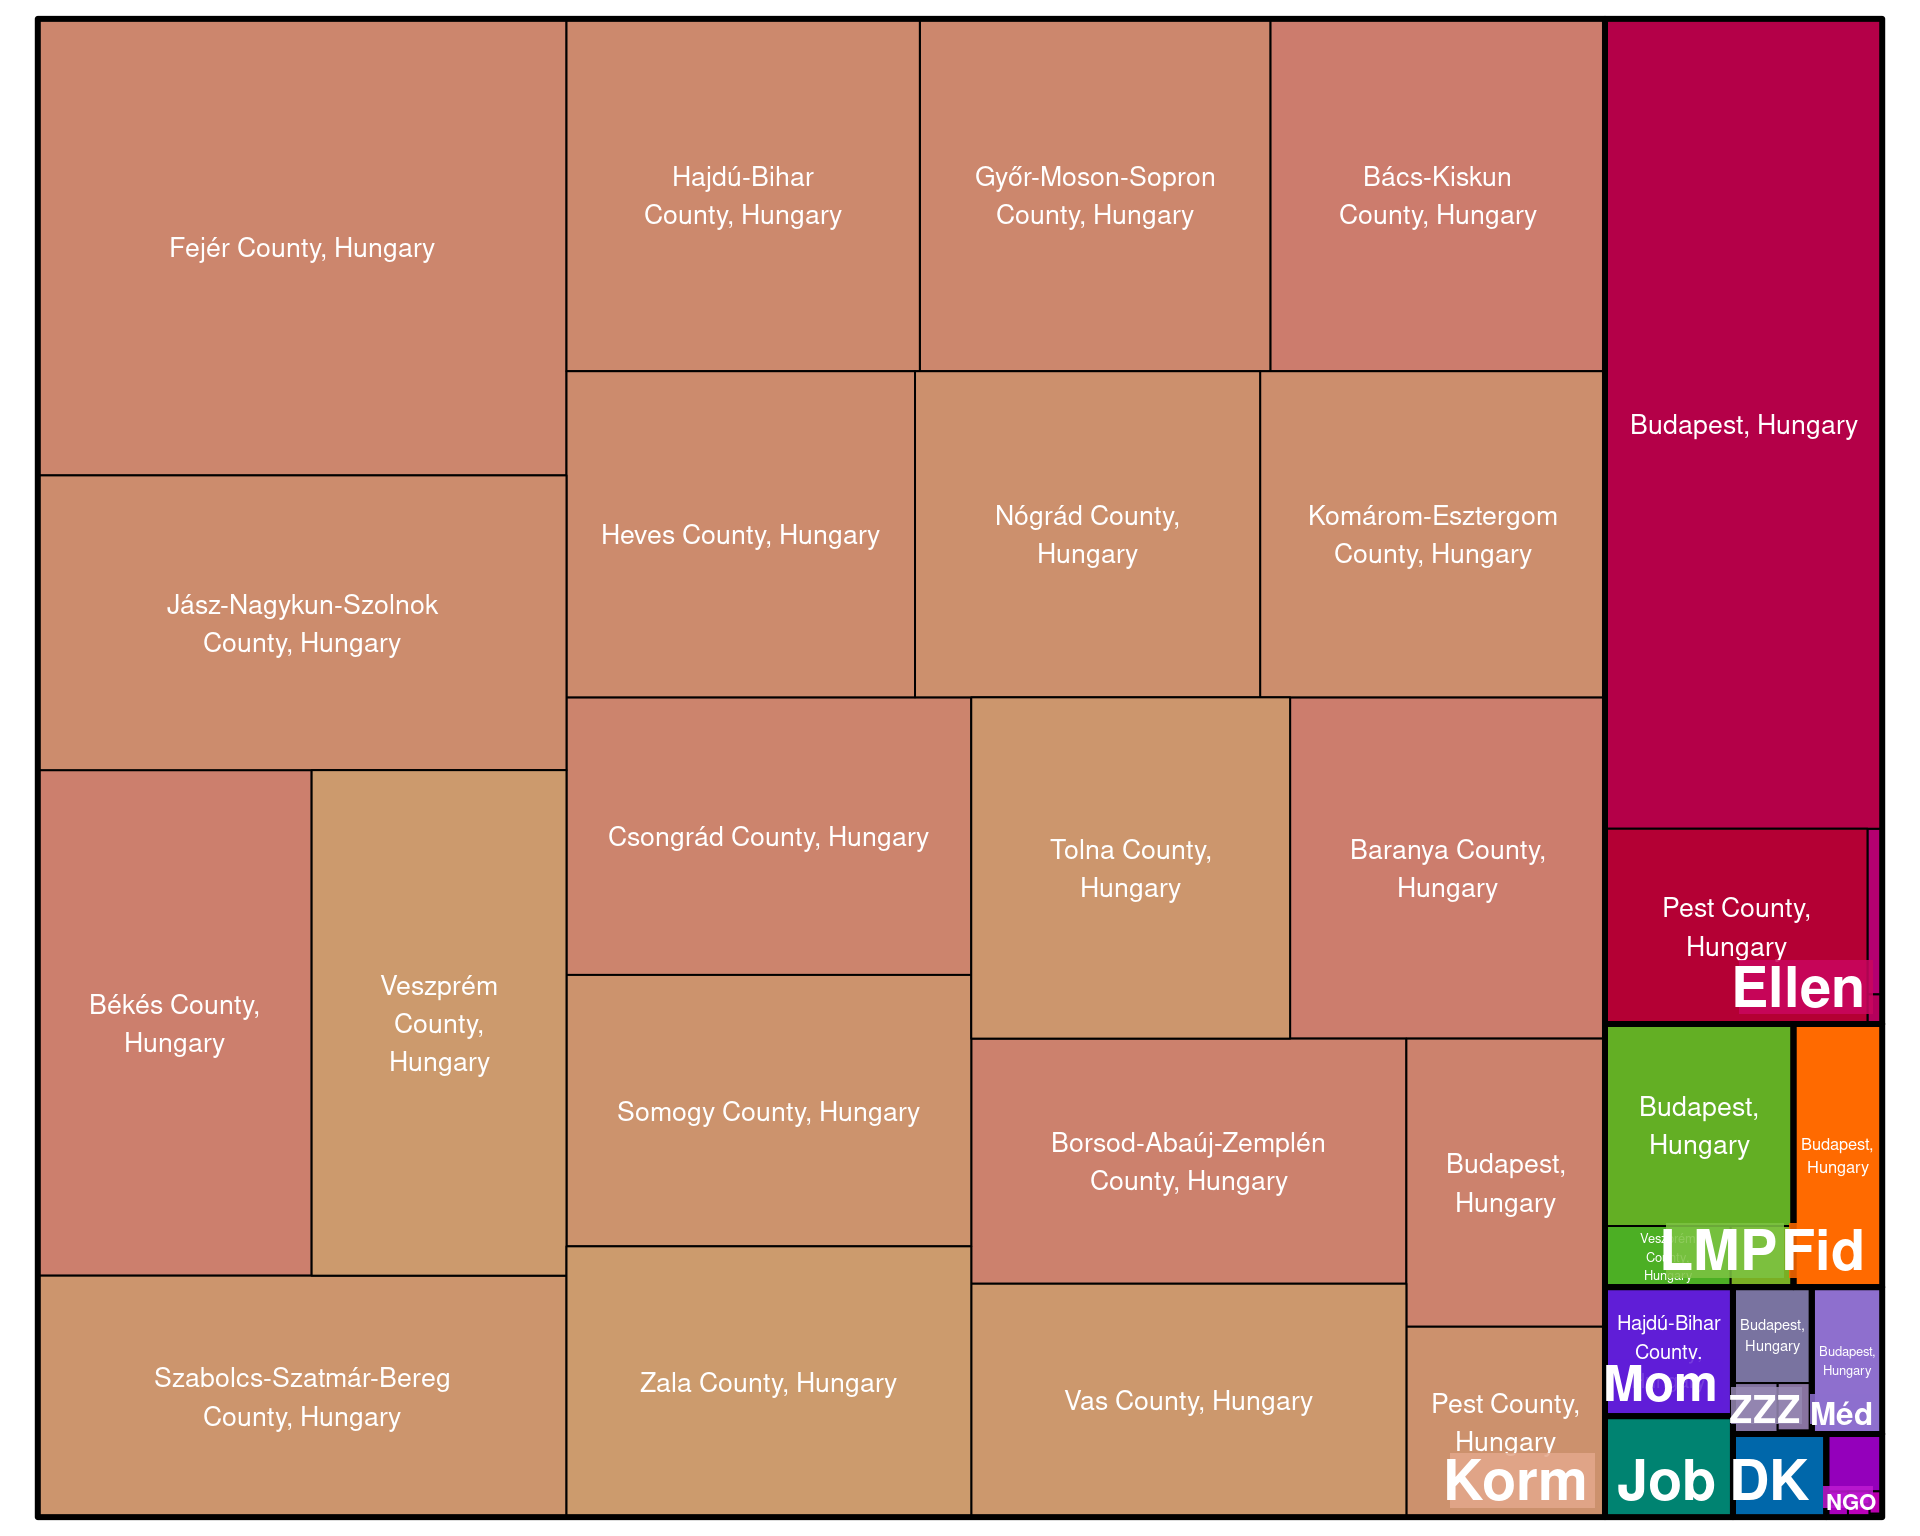 Fejér County, Hungary
Hajdú-Bihar
County, Hungary
Győr-Moson-Sopron
County, Hungary
Bács-Kiskun
County, Hungary
Jász-Nagykun-Szolnok
County, Hungary
Heves County, Hungary
Nógrád County,
Hungary
Komárom-Esztergom
County, Hungary
Békés County,
Hungary
Veszprém
County,
Hungary
Csongrád County, Hungary
Tolna County,
Hungary
Baranya County,
Hungary
Somogy County, Hungary
Borsod-Abaúj-Zemplén
County, Hungary
Budapest,
Hungary
Szabolcs-Szatmár-Bereg
County, Hungary
Zala County, Hungary
Vas County, Hungary
Pest County,
Hungary
Korm
Budapest, Hungary
Pest County,
Hungary
Ellen
Budapest,
Hungary
Veszprém
County,
Hungary
LMP
Budapest,
Hungary
Fid
Hajdú-Bihar
County,
Mom
Budapest,
Hungary
ZZZ
Budapest,
Hungary
Méd
Job
DK
NGO